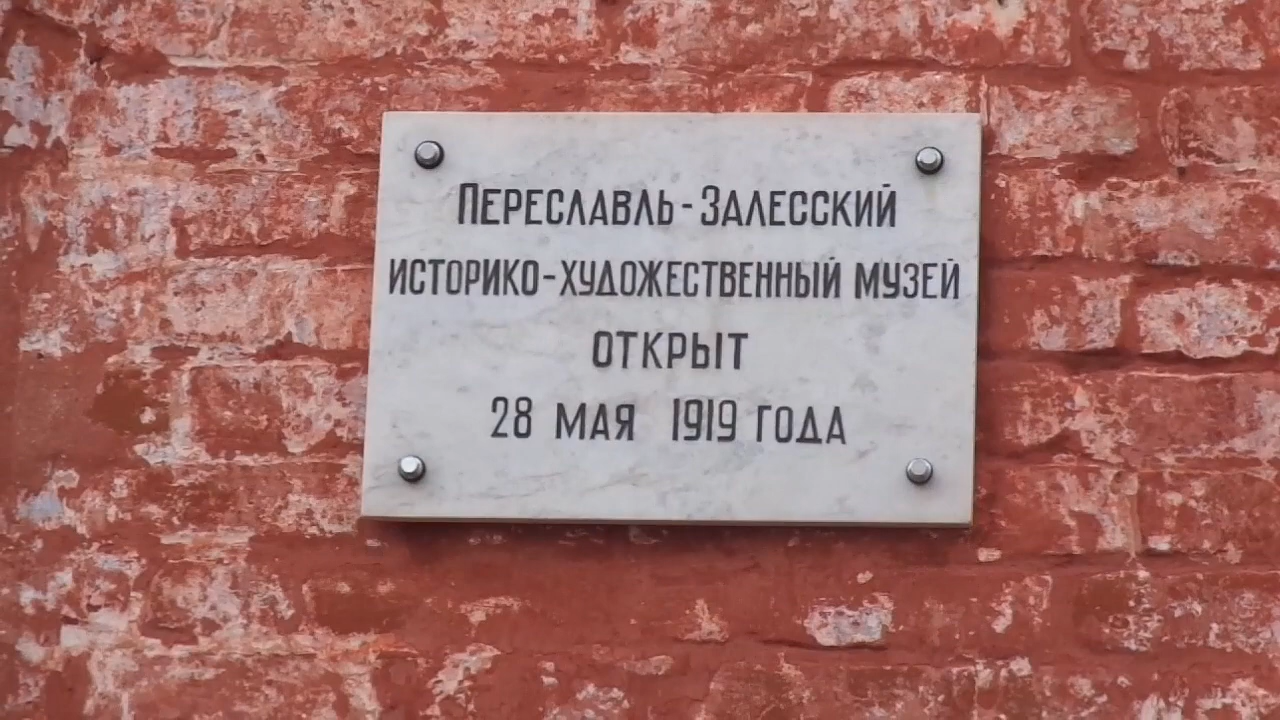 ПЕРЕСЛАВЛЬ-ЗАЛЕССКИЙ
ИСТОРИКО-ХУДОЖЕСТВЕННЫЙ МУЗЕЙ
ОТКРЫТ
28 МАЯ 1919 ГОДА